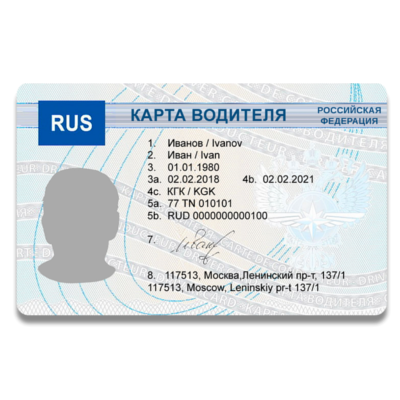 RUS
КАРТА ВОДИТЕЛЯ
РОССИЙСКАЯ
ФЕДЕРАЦИЯ
1. Иванов / Ivanov
2. Иван / Ivan
3. 01.01.1980
3a. 02.02.2018 4b. 02.02.2021
4c. КГК / KGK
5a. 77 TN 010101
5b. RUD 0000000000100
7.
8. 117513, Москва,Ленинский пр-т, 137/1
117513, Moscow, Leninskiy pr-t 137/1